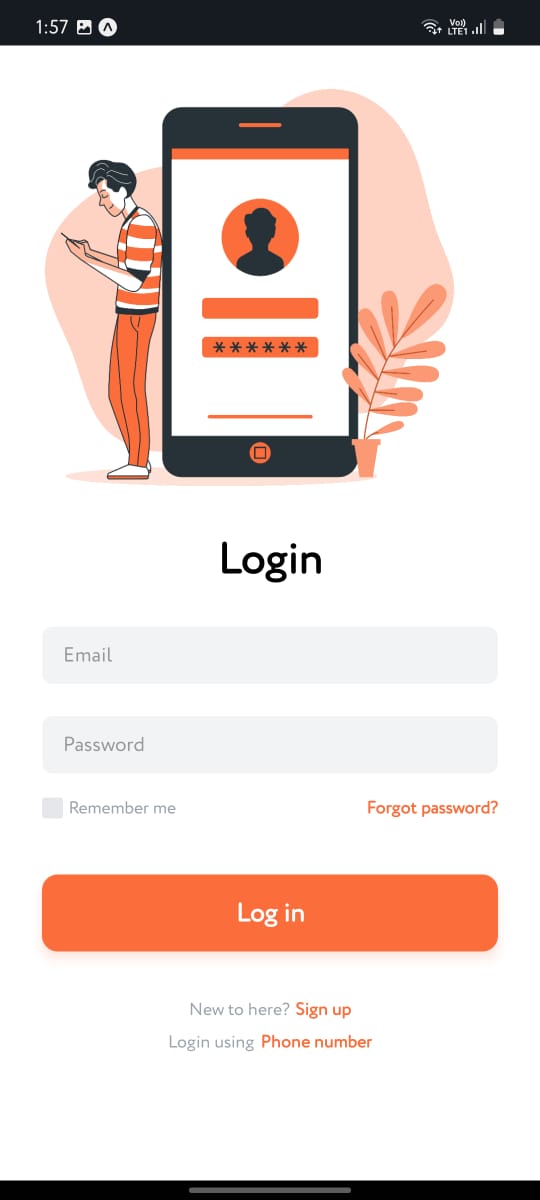 1:57
Vo)) LTE1
******
Login
Email
Password
Remember me Forgot password?
Log in
New to here? Sign up
Login using Phone number